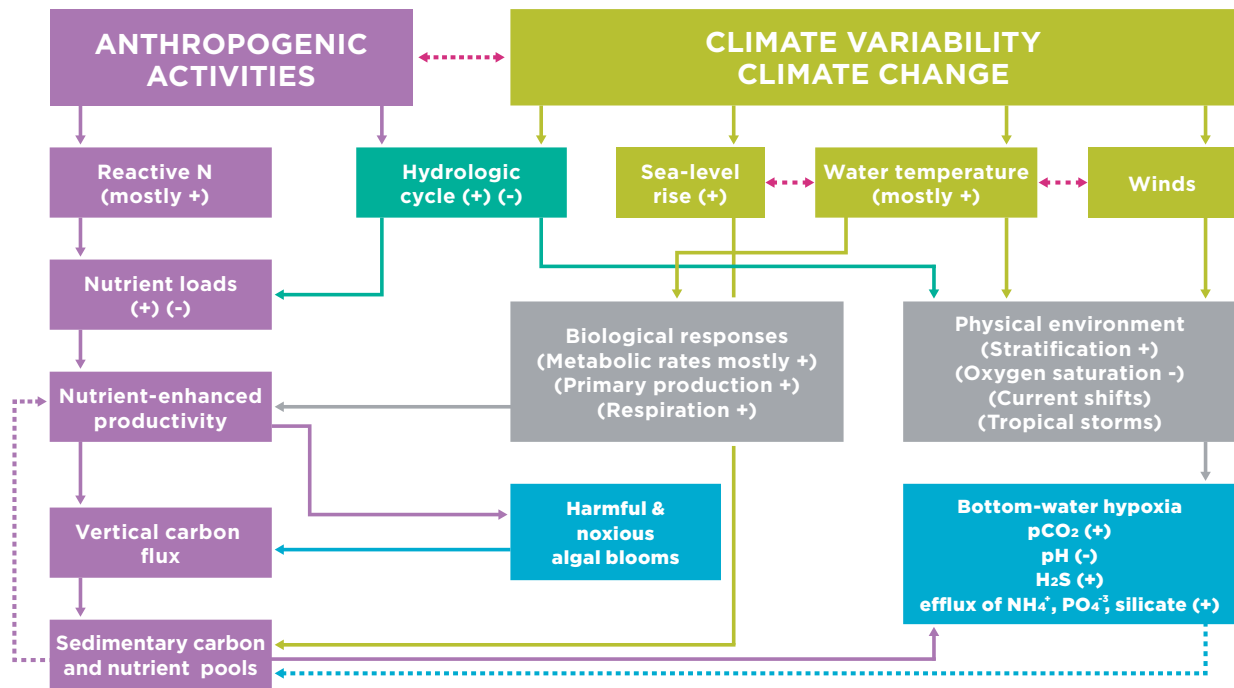 ANTHROPOGENIC
ACTIVITIES
CLIMATE VARIABILITY
CLIMATE CHANGE
Reactive N
(mostly +)
Hydrologic
cycle (+) (-)
Sea-level
rise (+)
Water temperature
(mostly +)
Winds
Nutrient loads
(+) (-)
Biological responses
(Metabolic rates mostly +)
(Primary production +)
(Respiration +)
Physical environment
(Stratification +)
(Oxygen saturation -)
(Current shifts)
(Tropical storms)
Nutrient-enhanced
productivity
Harmful &
noxious
algal blooms
Bottom-water hypoxia
pCO₂ (+)
pH (-)
H₂S (+)
efflux of NH₄⁺, PO₄⁻³, silicate (+)
Vertical carbon
flux
Sedimentary carbon
and nutrient pools